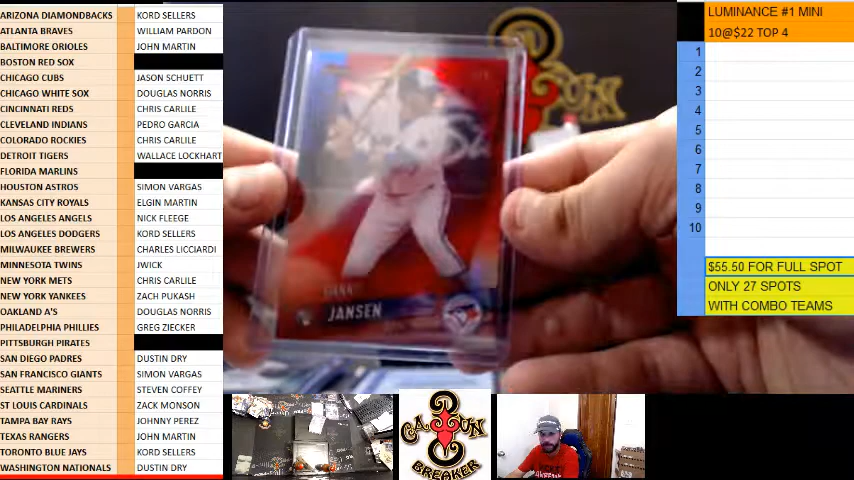 ARIZONA DIAMONDBACKS KORD SELLERS
ATLANTA BRAVES WILLIAM PARDON
BALTIMORE ORIOLES JOHN MARTIN
BOSTON RED SOX
CHICAGO CUBS JASON SCHUETT
CHICAGO WHITE SOX DOUGLAS NORRIS
CINCINNATI REDS CHRIS CARLILE
CLEVELAND INDIANS PEDRO GARCIA
COLORADO ROCKIES CHRIS CARLILE
DETROIT TIGERS WALLACE LOCKHART
FLORIDA MARLINS
HOUSTON ASTROS SIMON VARGAS
KANSAS CITY ROYALS ELGIN MARTIN
LOS ANGELES ANGELS NICK FLEEGE
LOS ANGELES DODGERS KORD SELLERS
MILWAUKEE BREWERS CHARLES LICCIARDI
MINNESOTA TWINS JWICK
NEW YORK METS CHRIS CARLILE
NEW YORK YANKEES ZACH PUKASH
OAKLAND A'S DOUGLAS NORRIS
PHILADELPHIA PHILLIES GREG ZIECKER
PITTSBURGH PIRATES
SAN DIEGO PADRES DUSTIN DRY
SAN FRANCISCO GIANTS SIMON VARGAS
SEATTLE MARINERS STEVEN COFFEY
ST LOUIS CARDINALS ZACK MONSON
TAMPA BAY RAYS JOHNNY PEREZ
TEXAS RANGERS JOHN MARTIN
TORONTO BLUE JAYS KORD SELLERS
WASHINGTON NATIONALS DUSTIN DRY
JANSEN
CAJUN
BREAKER
LUMINANCE #1 MINI
10@$22 TOP 4
1
2
3
4
5
6
7
8
9
10
$55.50 FOR FULL SPOT
ONLY 27 SPOTS
WITH COMBO TEAMS